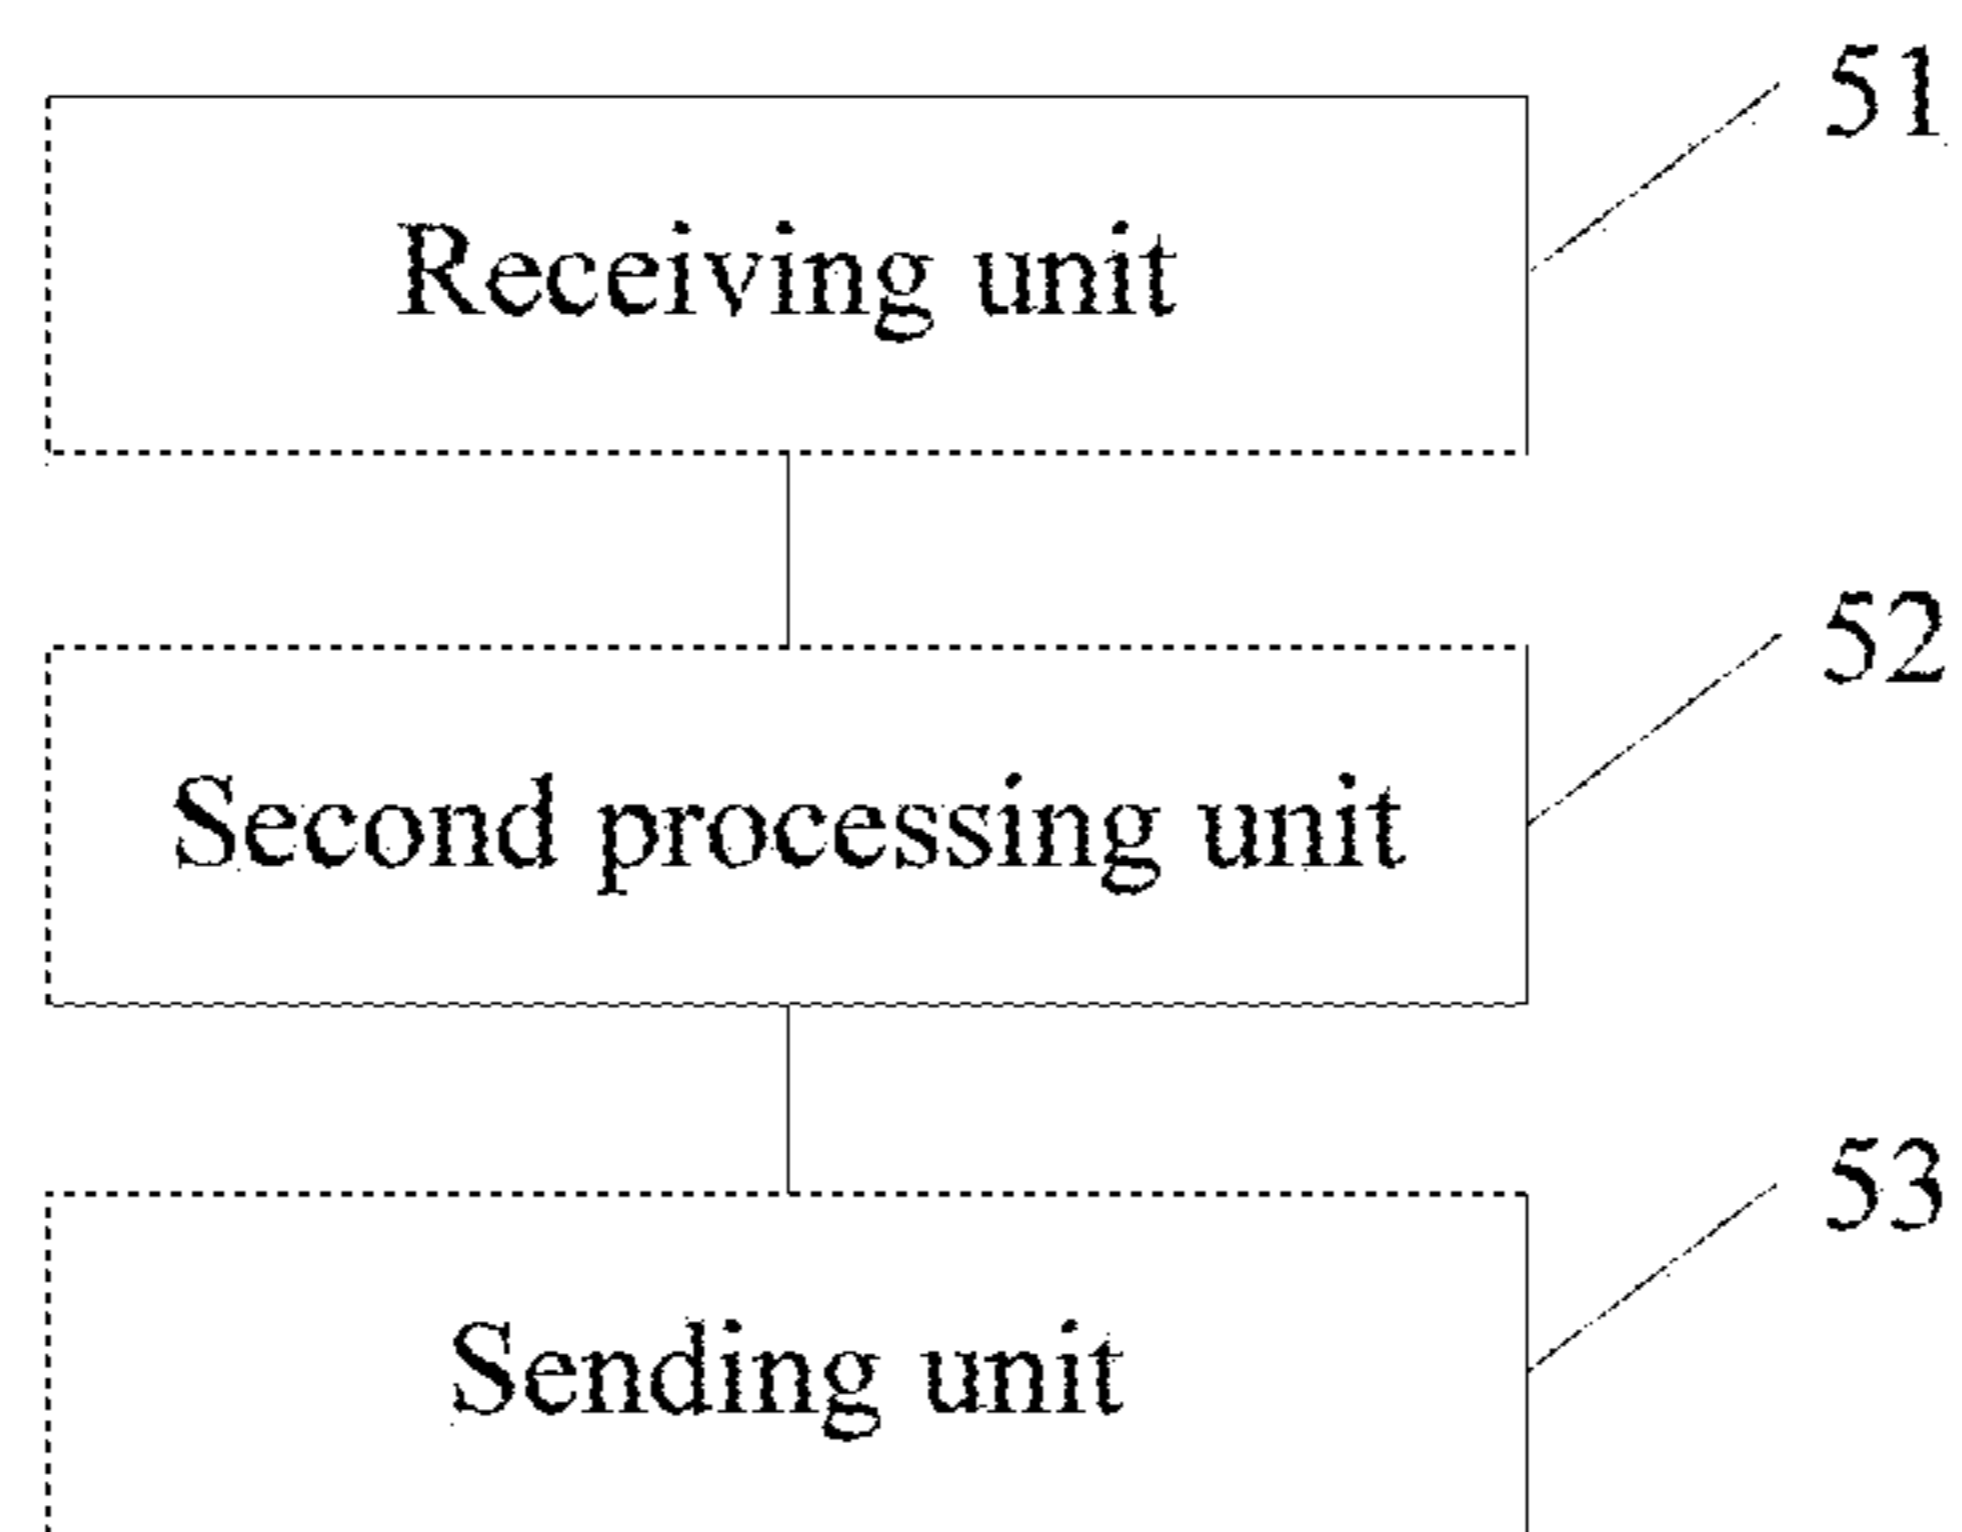 51
Receiving unit
52
Second processing unit
53
Sending unit